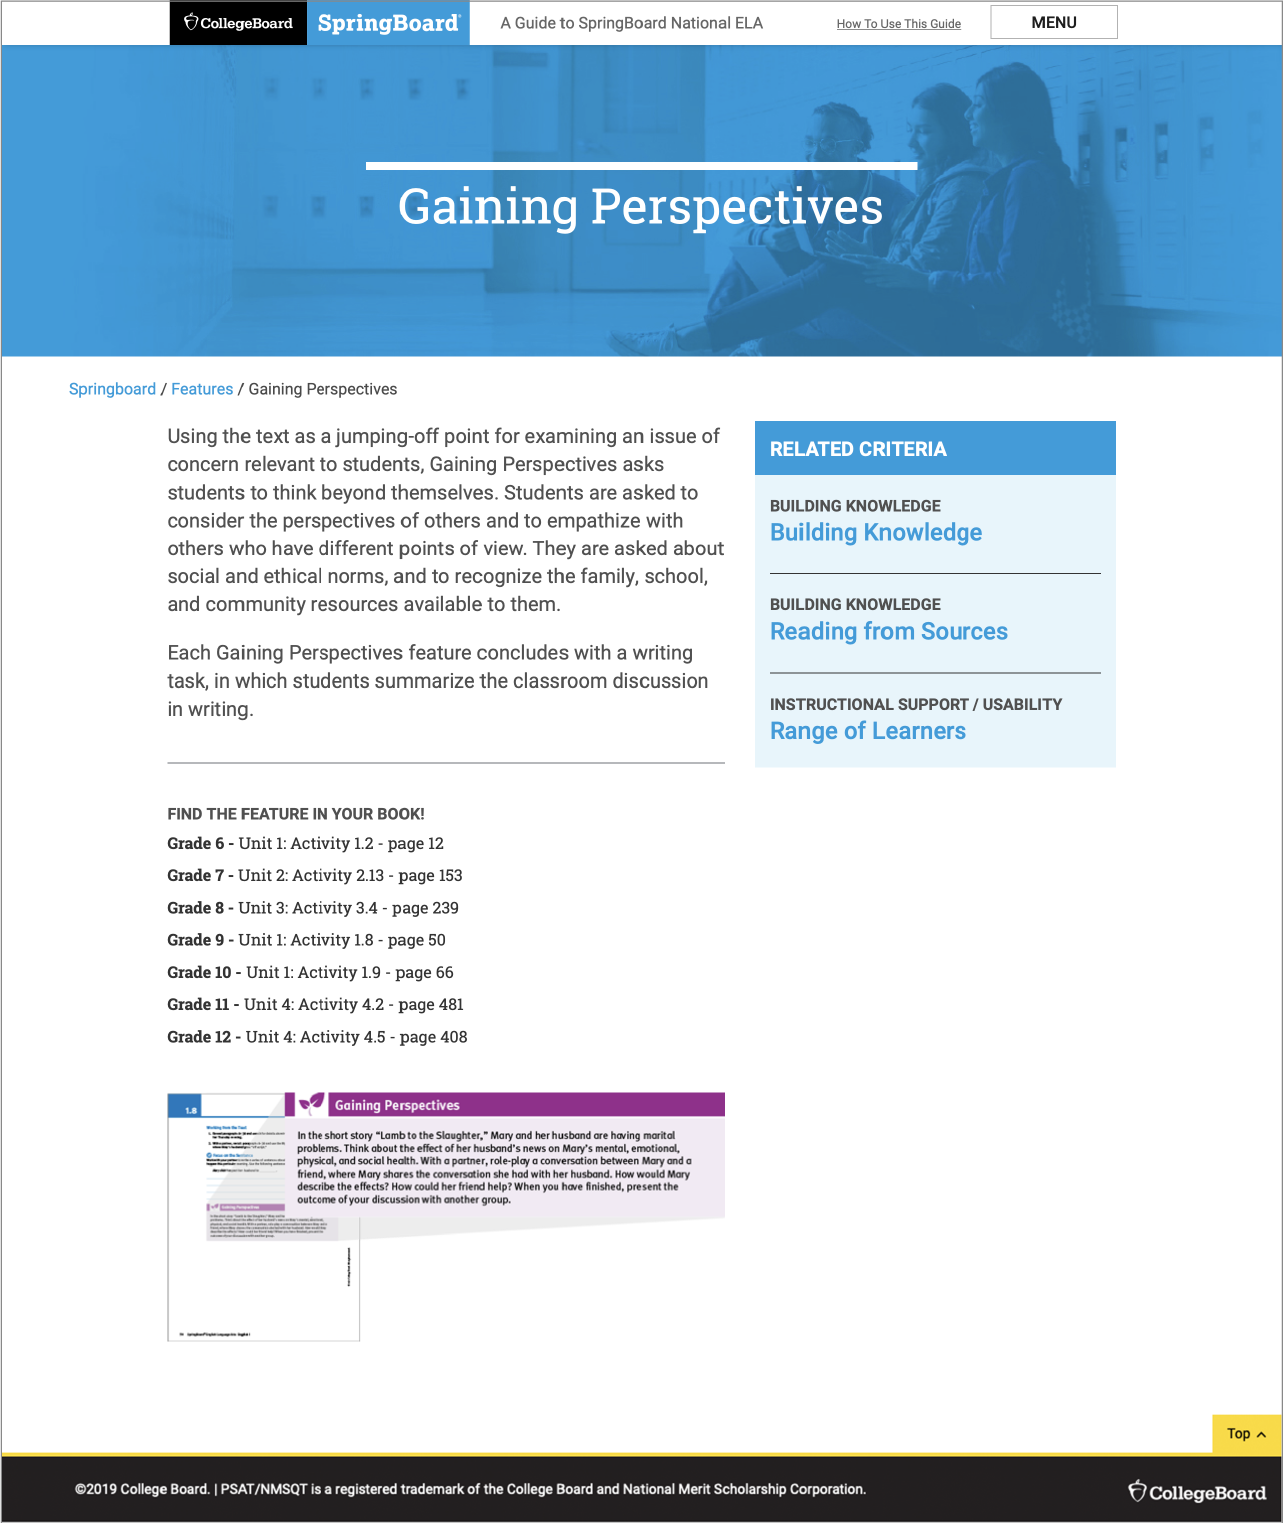 CollegeBoard SpringBoard A Guide to SpringBoard National ELA How To Use This Guide MENU
Gaining Perspectives
Springboard / Features / Gaining Perspectives
Using the text as a jumping-off point for examining an issue of
concern relevant to students, Gaining Perspectives asks
students to think beyond themselves. Students are asked to
consider the perspectives of others and to empathize with
others who have different points of view. They are asked about
social and ethical norms, and to recognize the family, school,
and community resources available to them.
Each Gaining Perspectives feature concludes with a writing
task, in which students summarize the classroom discussion
in writing.
RELATED CRITERIA
BUILDING KNOWLEDGE
Building Knowledge
BUILDING KNOWLEDGE
Reading from Sources
INSTRUCTIONAL SUPPORT / USABILITY
Range of Learners
FIND THE FEATURE IN YOUR BOOK!
Grade 6 - Unit 1: Activity 1.2 - page 12
Grade 7 - Unit 2: Activity 2.13 - page 153
Grade 8 - Unit 3: Activity 3.4 - page 239
Grade 9 - Unit 1: Activity 1.8 - page 50
Grade 10 - Unit 1: Activity 1.9 - page 66
Grade 11 - Unit 4: Activity 4.2 - page 481
Grade 12 - Unit 4: Activity 4.5 - page 408
1.8
Gaining Perspectives
In the short story “Lamb to the Slaughter,” Mary and her husband are having marital
problems. Think about the effect of her husband’s news on Mary’s mental, emotional,
physical, and social health. With a partner, role-play a conversation between Mary and a
friend, where Mary shares the conversation she had with her husband. How would Mary
describe the effects? How could her friend help? When you have finished, present the
outcome of your discussion with another group.
Working from the Text
Focus on the Sentence
Gaining Perspectives
Top
©2019 College Board. | PSAT/NMSQT is a registered trademark of the College Board and National Merit Scholarship Corporation.
CollegeBoard